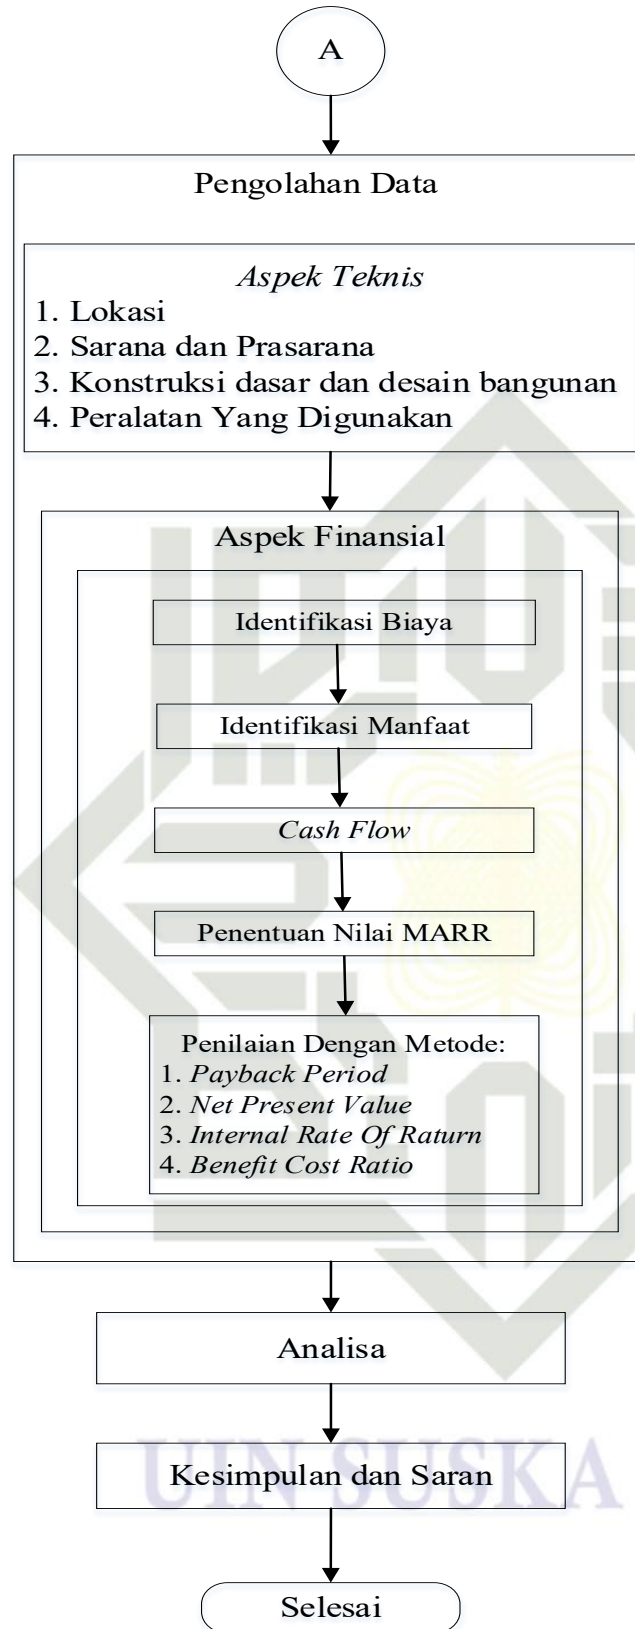 A
Pengolahan Data
Aspek Teknis
1. Lokasi
2. Sarana dan Prasarana
3. Konstruksi dasar dan desain bangunan
4. Peralatan Yang Digunakan
Aspek Finansial
Identifikasi Biaya
Identifikasi Manfaat
Cash Flow
Penentuan Nilai MARR
Penilaian Dengan Metode:
1. Payback Period
2. Net Present Value
3. Internal Rate Of Raturn
4. Benefit Cost Ratio
Analisa
UIN SUSKA
Kesimpulan dan Saran
Selesai